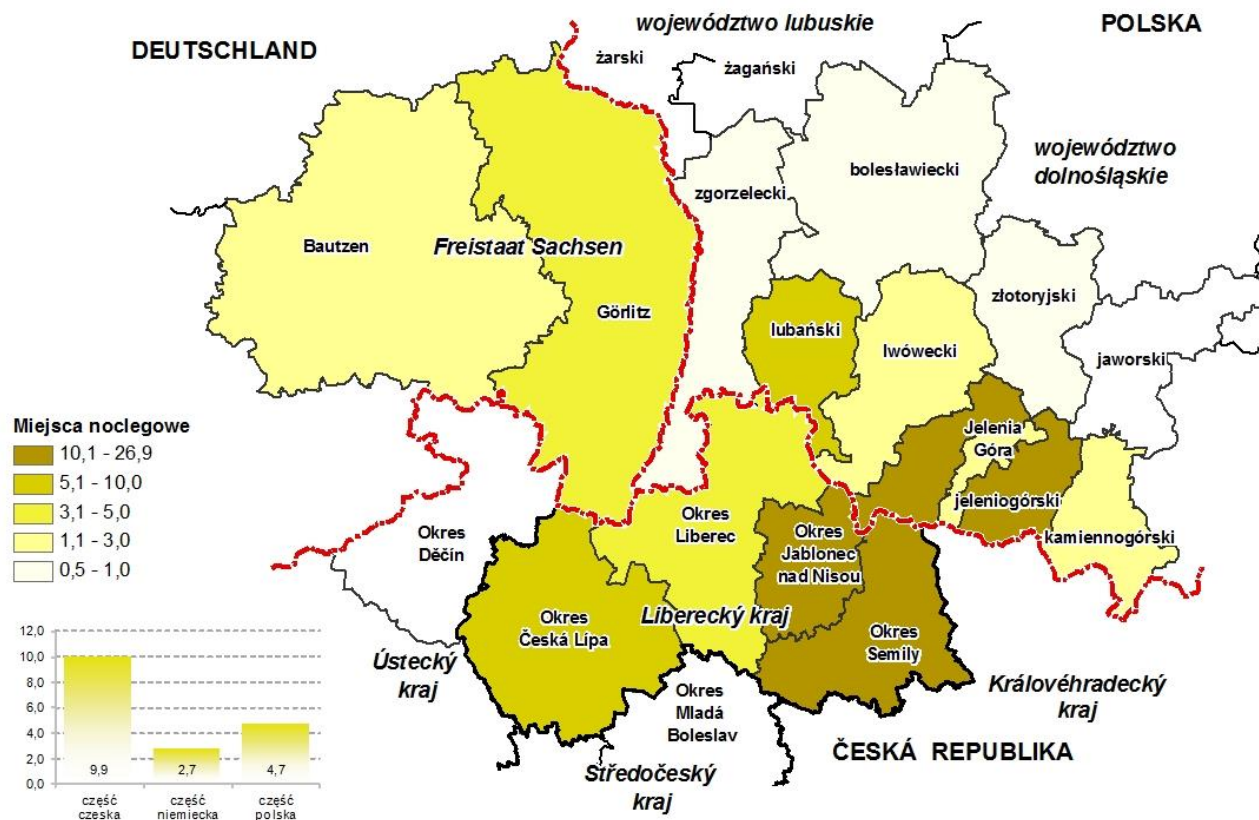 DEUTSCHLAND
województwo lubuskie
POLSKA
żarski
żagański
bolesławiecki
województwo
dolnośląskie
zgorzelecki
Bautzen
Freistaat Sachsen
Görlitz
złotoryjski
lubański
lwówecki
jaworski
Miejsca noclegowe
10,1 - 26,9
5,1 - 10,0
3,1 - 5,0
1,1 - 3,0
0,5 - 1,0
Jelenia
Góra
jeleniogórski
kamiennogórski
Okres
Děčín
Okres
Liberec
Okres
Jablonec
nad Nisou
Okres
Česká Lípa
Liberecký kraj
Okres
Semily
Ústecký
kraj
Okres
Mladá
Boleslav
Královéhradecký
kraj
ČESKÁ REPUBLIKA
Středočeský
kraj
12,0
10,0
8,0
6,0
4,0
2,0
0,0
9,9
2,7
4,7
część
czeska
część
niemiecka
część
polska